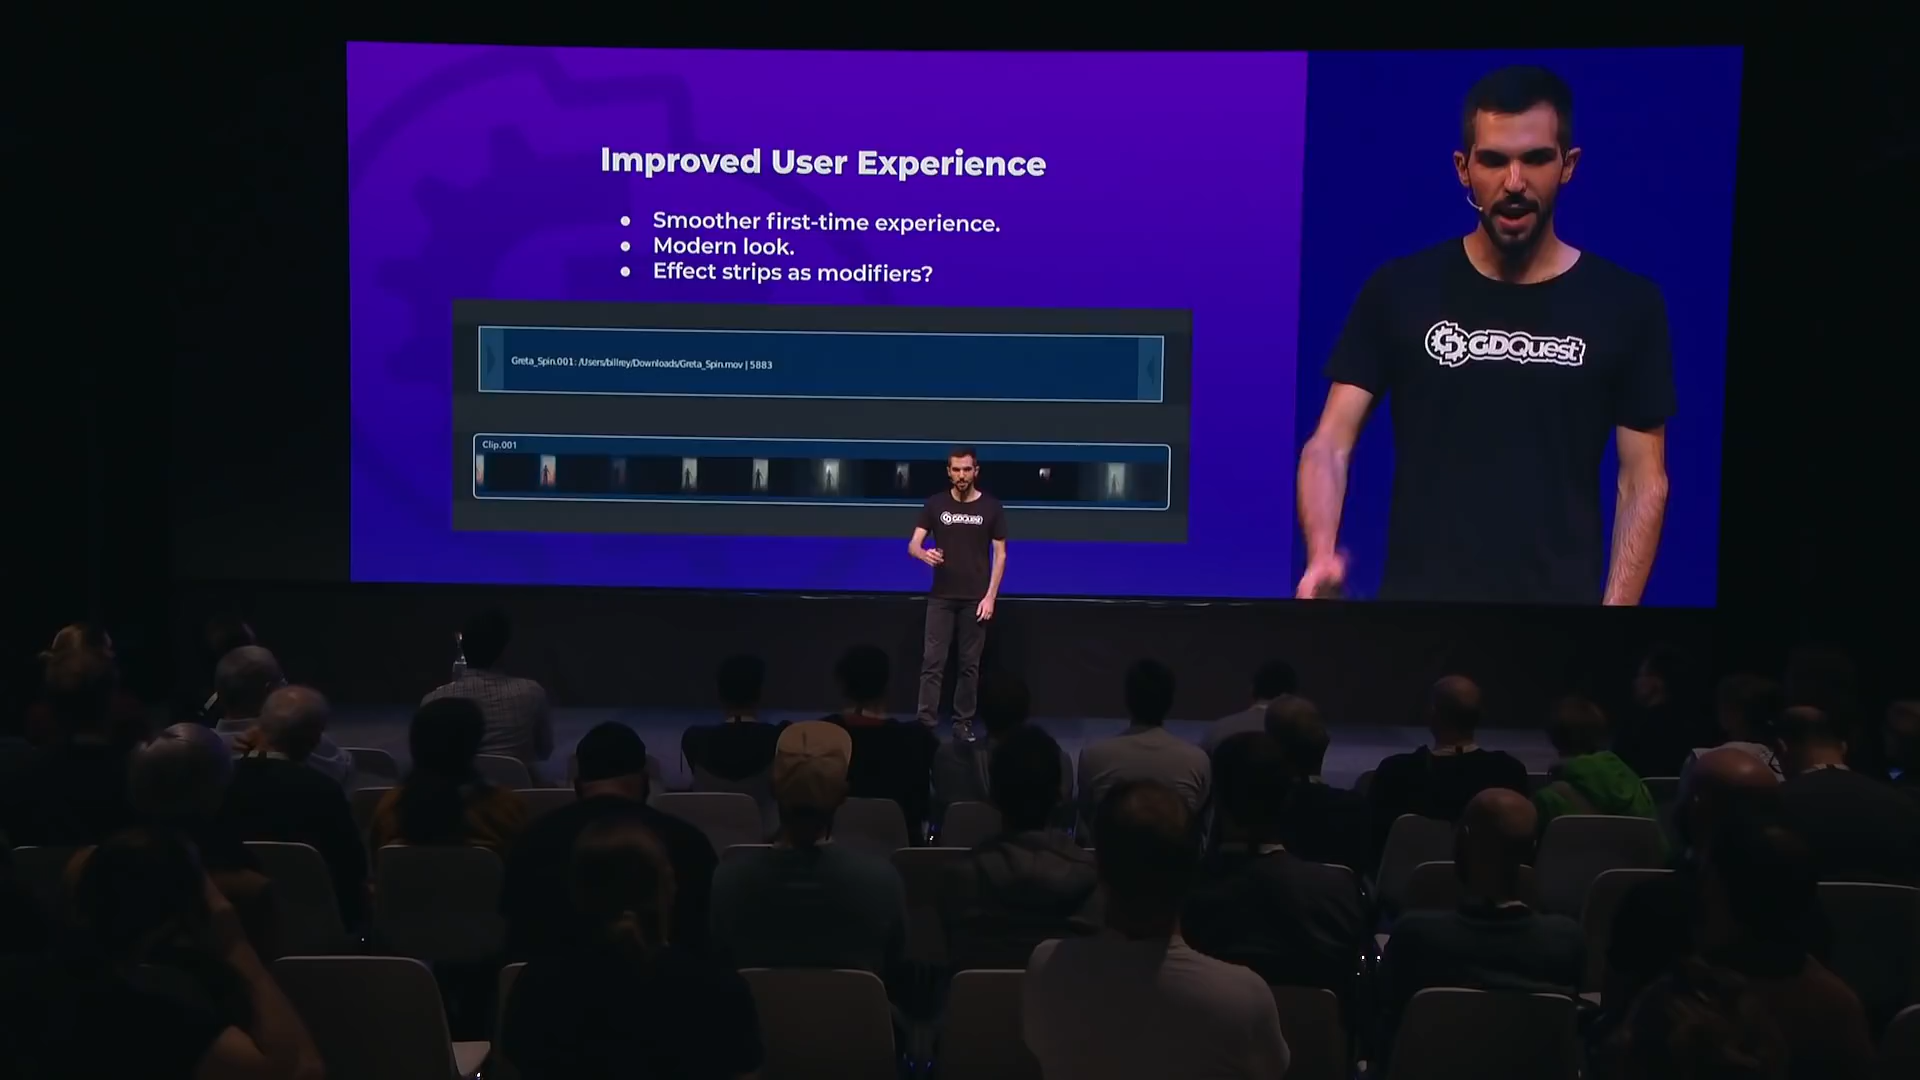 Improved User Experience
● Smoother first-time experience.
● Modern look.
● Effect strips as modifiers?
Greta_Spin.001: /Users/billrey/Downloads/Greta_Spin.mov | 5883
Clip.001
GDQuest
GDQuest